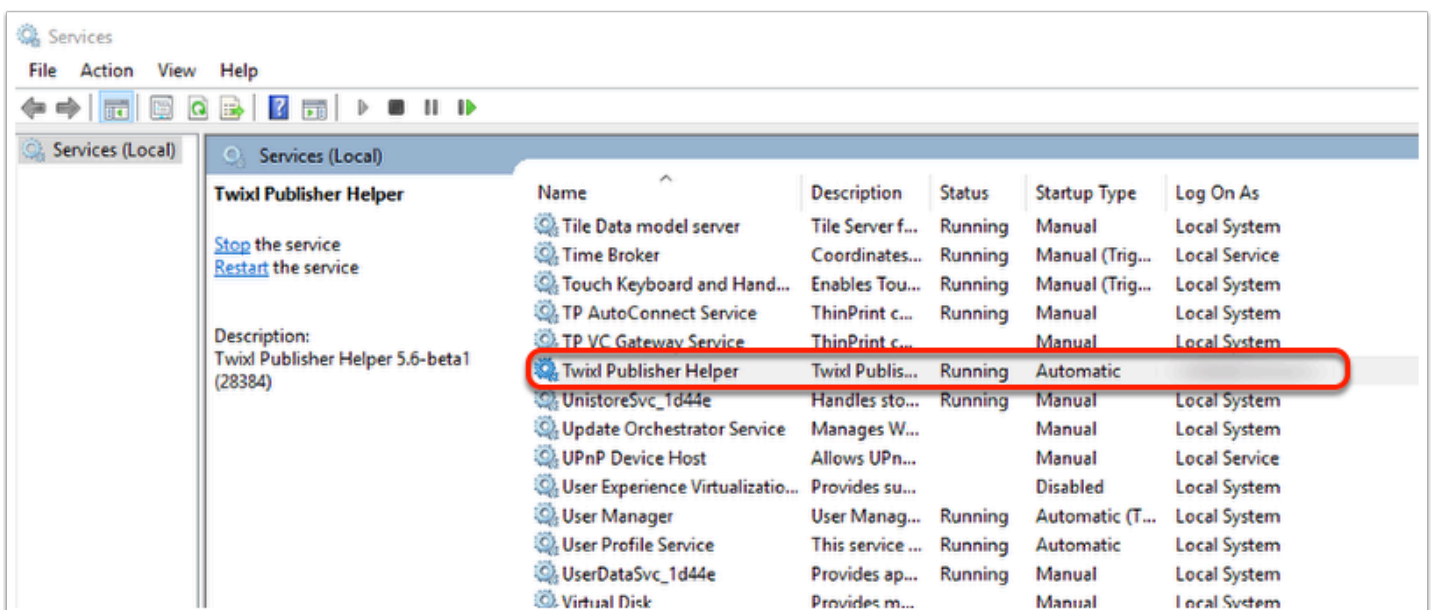 Services
File Action View Help
Services (Local)
Services (Local)
Twixl Publisher Helper
Stop the service
Restart the service
Description:
Twixl Publisher Helper 5.6-beta1
(28384)
Name Description Status Startup Type Log On As
Tile Data model server Tile Server f... Running Manual Local System
Time Broker Coordinates... Running Manual (Trig... Local Service
Touch Keyboard and Hand... Enables Tou... Running Manual (Trig... Local System
TP AutoConnect Service ThinPrint c... Running Manual Local System
TP VC Gateway Service ThinPrint c... Manual Local System
Twixl Publisher Helper Twixl Publis... Running Automatic
UnistoreSvc_1d44e Handles sto... Running Manual Local System
Update Orchestrator Service Manages W... Manual Local System
UPnP Device Host Allows UPn... Manual Local Service
User Experience Virtualizatio... Provides su... Disabled Local System
User Manager User Manag... Running Automatic (T... Local System
User Profile Service This service ... Running Automatic Local System
UserDataSvc_1d44e Provides ap... Running Manual Local System
Virtual Disk Provides m... Manual Local System